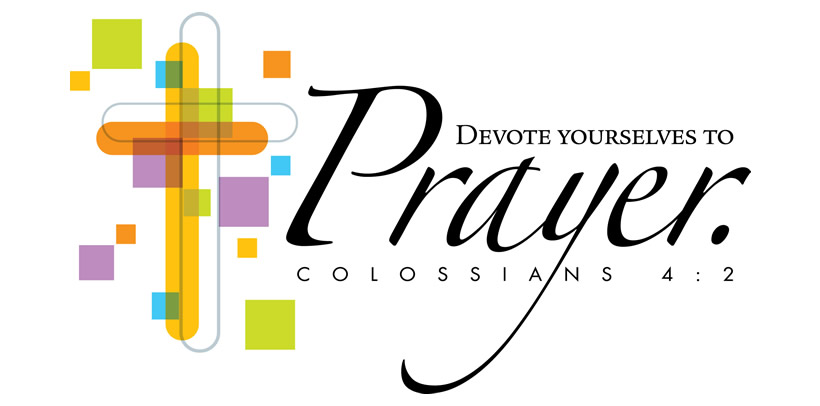 DEVOTE YOURSELVES TO
Prayer.
COLOSSIANS 4:2